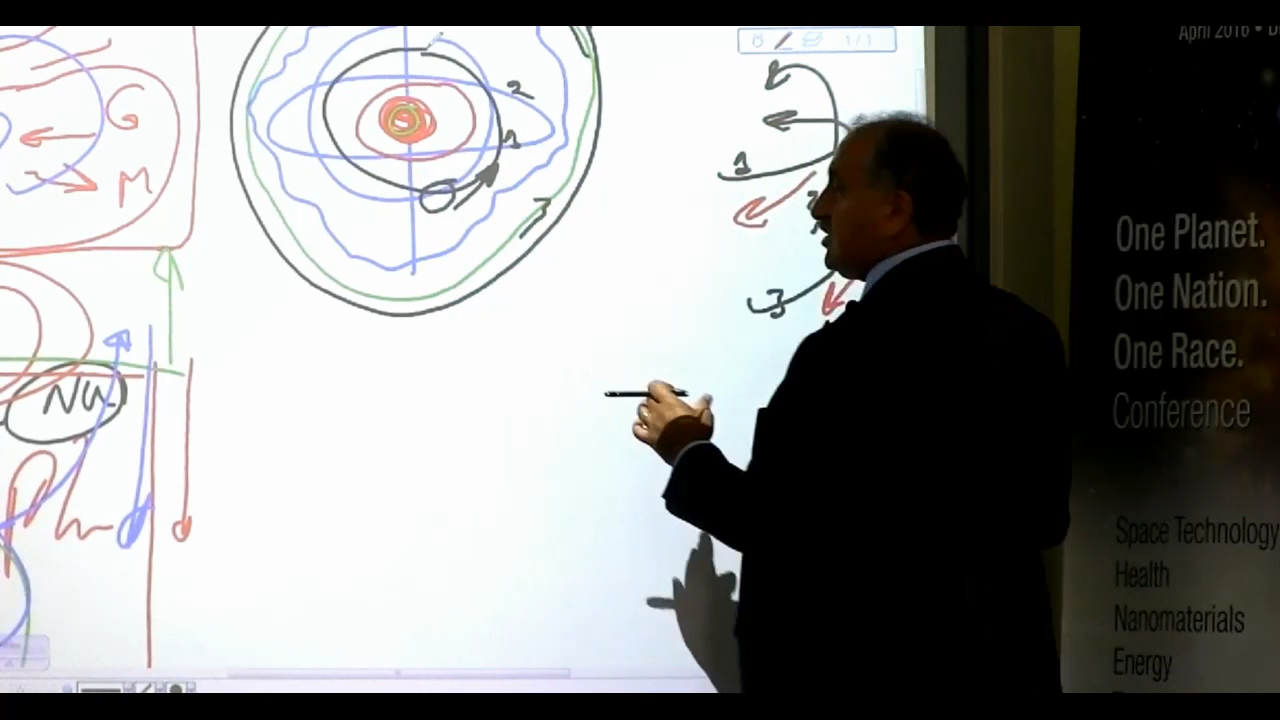 April 2016 •
1/1
G
M
2
1
3
1
3
One Planet.
One Nation.
One Race.
Conference
Space Technology
Health
Nanomaterials
Energy